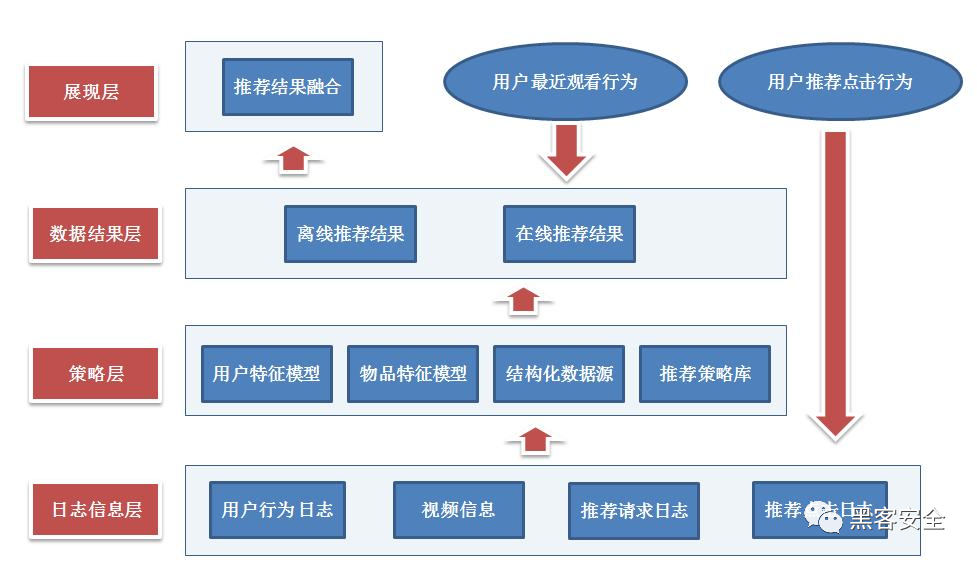 展现层
推荐结果融合
用户最近观看行为
用户推荐点击行为
数据结果层
离线推荐结果
在线推荐结果
策略层
用户特征模型
物品特征模型
结构化数据源
推荐策略库
日志信息层
用户行为日志
视频信息
推荐请求日志
推荐 日志
黑客安全